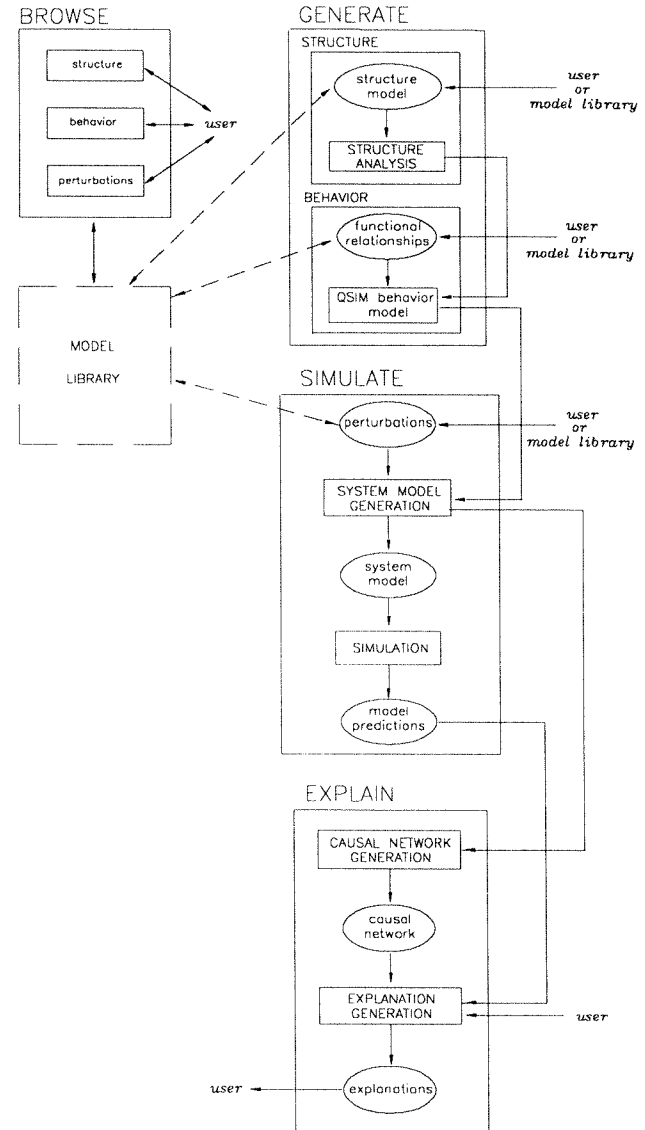 BROWSE
structure
behavior
user
perturbations
MODEL
LIBRARY
GENERATE
STRUCTURE
structure
model
user
or
model library
STRUCTURE
ANALYSIS
BEHAVIOR
functional
relationships
user
or
model library
QSIM behavior
model
SIMULATE
perturbations
user
or
model library
SYSTEM MODEL
GENERATION
system
model
SIMULATION
model
predictions
EXPLAIN
CAUSAL NETWORK
GENERATION
causal
network
EXPLANATION
GENERATION
user
user
explanations